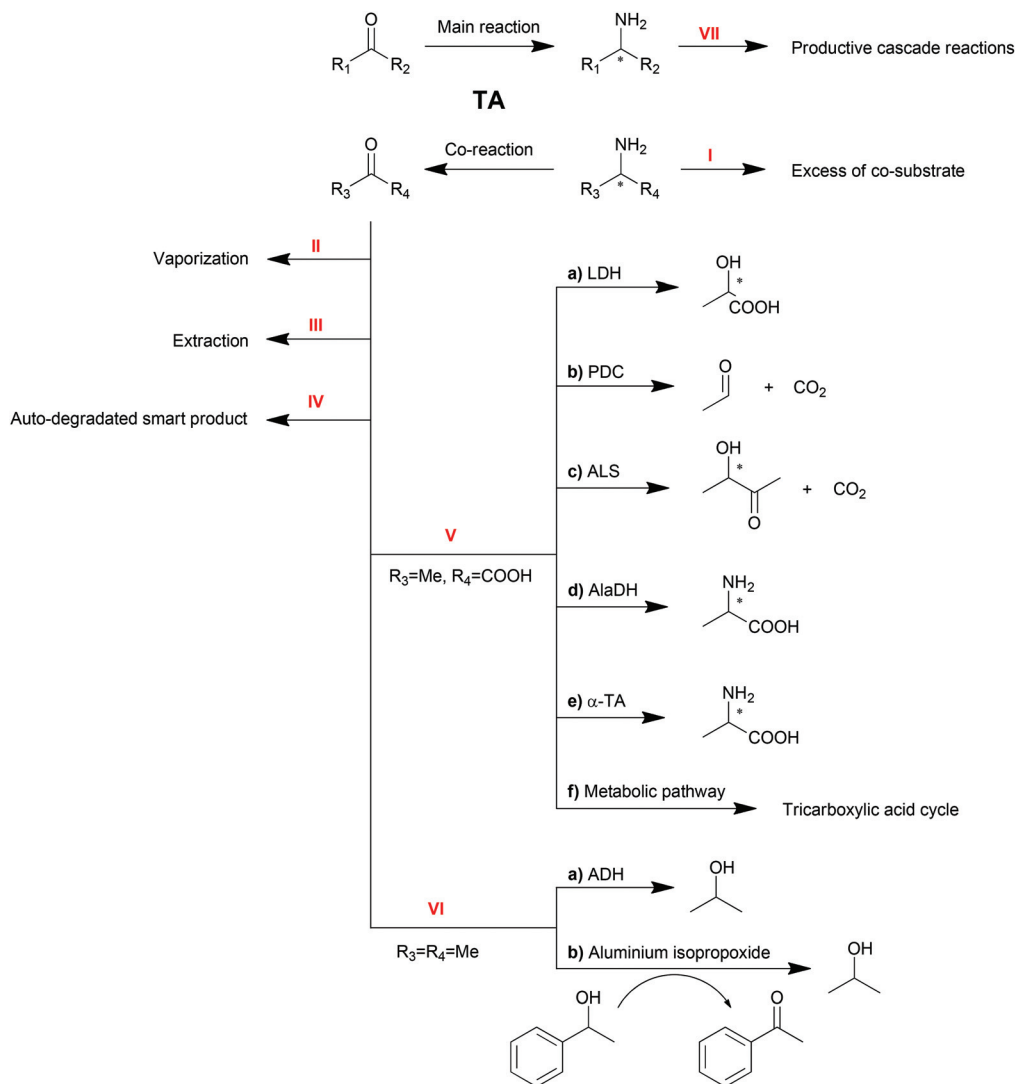 O
Main reaction
NH2
VII
R1
R2
R1
*
R2
Productive cascade reactions
TA
O
Co-reaction
NH2
I
R3
R4
R3
*
R4
Excess of co-substrate
II
Vaporization
a) LDH
OH
*
COOH
III
Extraction
b) PDC
O
+
CO2
IV
Auto-degradated smart product
c) ALS
OH
*
O
+
CO2
V
R3=Me, R4=COOH
d) AlaDH
NH2
*
COOH
e) α-TA
NH2
*
COOH
f) Metabolic pathway
Tricarboxylic acid cycle
a) ADH
OH
VI
R3=R4=Me
b) Aluminium isopropoxide
OH
OH
O